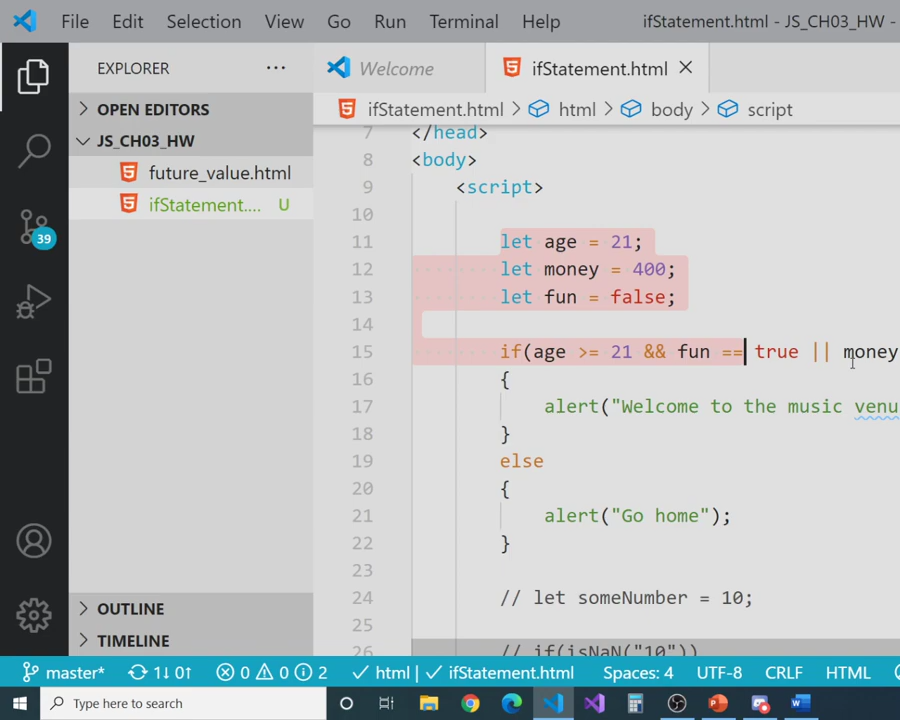 File Edit Selection View Go Run Terminal Help ifStatement.html - JS_CH03_HW -
EXPLORER ···
Welcome
ifStatement.html
OPEN EDITORS
JS_CH03_HW
future_value.html
ifStatement.... U
ifStatement.html > html > body > script
7 </head>
8 <body>
9 <script>
10
11 let age = 21;
12 let money = 400;
13 let fun = false;
14
15 if(age >= 21 && fun == true || money
16 {
17 alert("Welcome to the music venu
18 }
19 else
20 {
21 alert("Go home");
22 }
23
24 // let someNumber = 10;
25
26 // if(isNaN("10"))
39
OUTLINE
TIMELINE
master* 1↓ 0↑ 0 0 2 html | ifStatement.html Spaces: 4 UTF-8 CRLF HTML
Type here to search